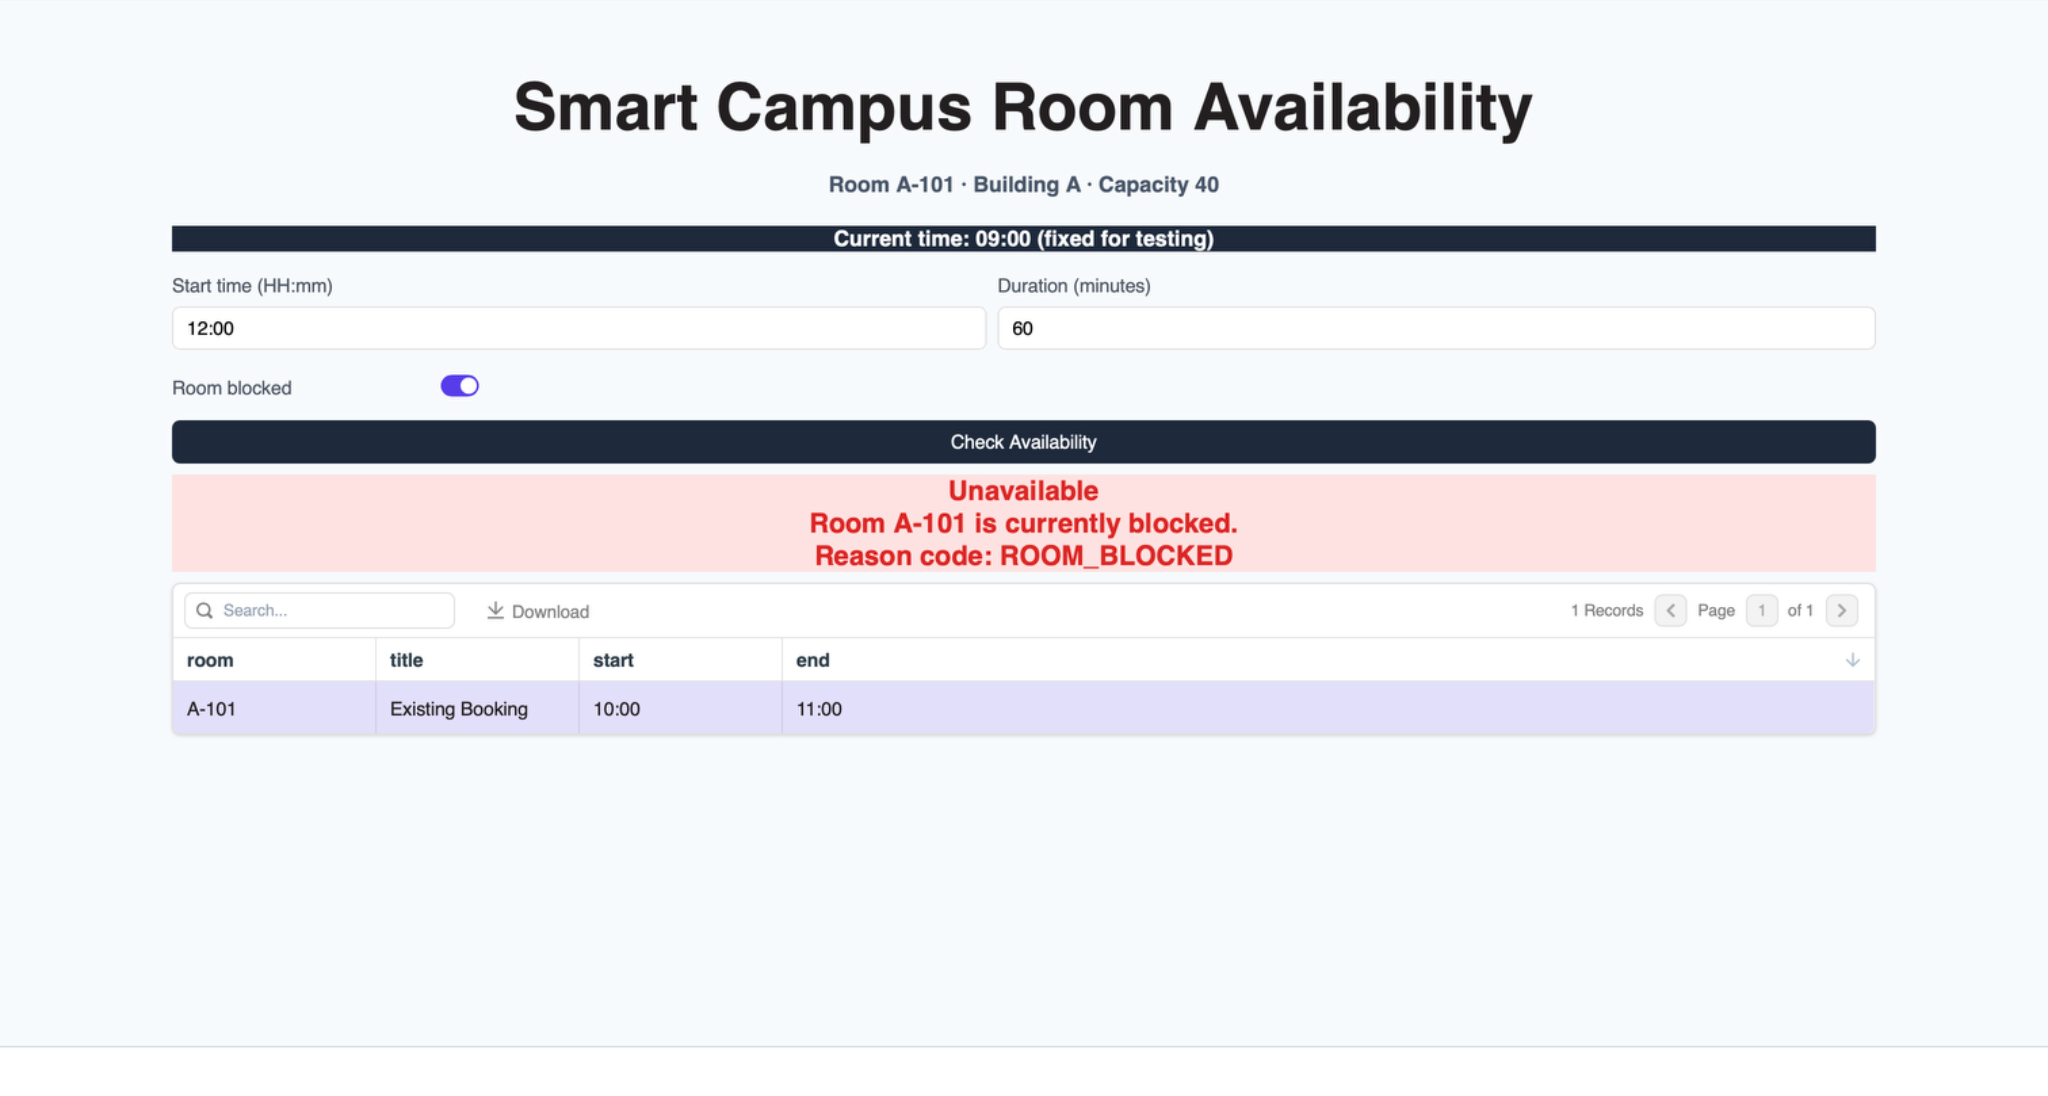 Smart Campus Room Availability
Room A-101 · Building A · Capacity 40
Current time: 09:00 (fixed for testing)
Start time (HH:mm)
Duration (minutes)
12:00
60
Room blocked
Check Availability
Unavailable
Room A-101 is currently blocked.
Reason code: ROOM_BLOCKED
Search... Download 1 Records Page 1 of 1
room title start end
A-101 Existing Booking 10:00 11:00